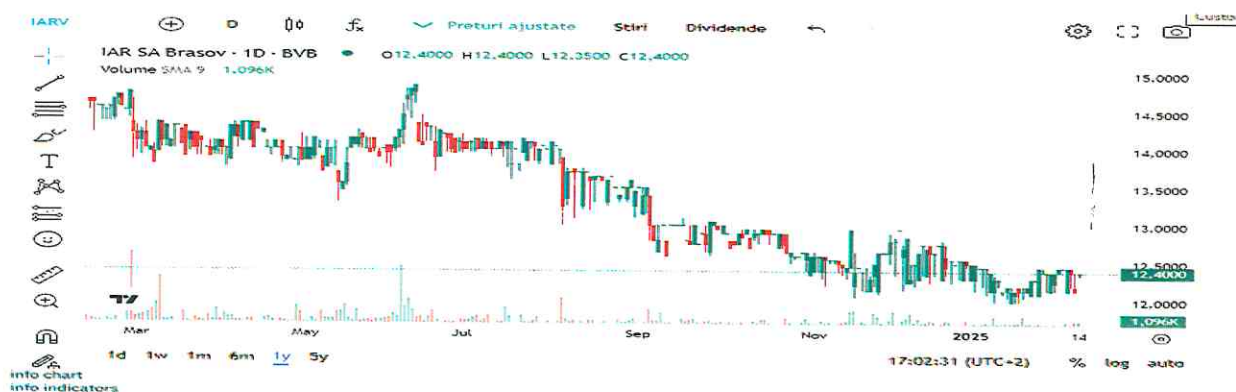 IARV D Preturi ajustate Stiri Dividende
IAR SA Brasov · 1D · BVB O12.4000 H12.4000 L12.3500 C12.4000
Volume SMA 9 1.096K
15.0000
14.5000
14.0000
13.5000
13.0000
12.5000
12.4000
12.0000
1.096K
Mar May Jul Sep Nov 2025 14
1d 1w 1m 6m 1y 5y 17:02:31 (UTC+2) % log auto
info chart
info indicators